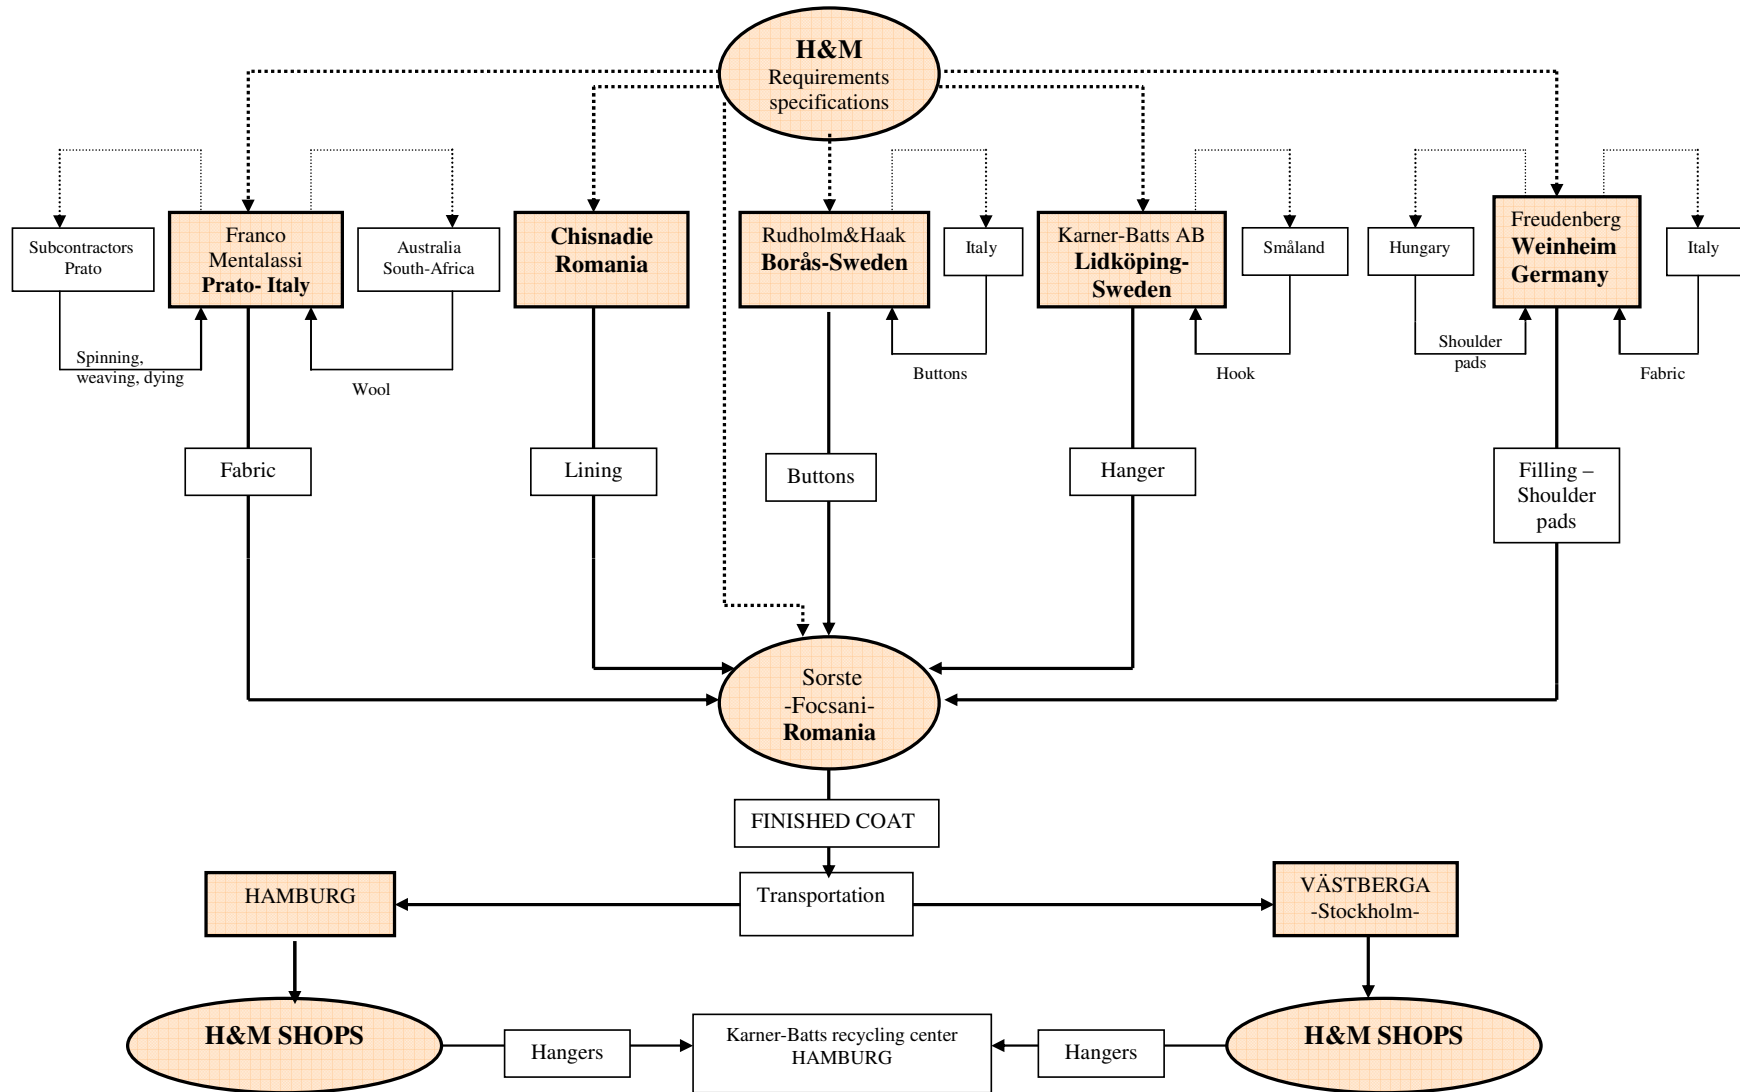 H&M
Requirements
specifications
Subcontractors
Prato
Franco
Mentalassi
Prato- Italy
Australia
South-Africa
Chisnadie
Romania
Rudholm&Haak
Borås-Sweden
Italy
Karner-Batts AB
Lidköping-
Sweden
Småland
Hungary
Freudenberg
Weinheim
Germany
Italy
Spinning,
weaving, dying
Wool
Buttons
Hook
Shoulder
pads
Fabric
Fabric
Lining
Buttons
Hanger
Filling –
Shoulder
pads
Sorste
-Focsani-
Romania
FINISHED COAT
HAMBURG
Transportation
VÄSTBERGA
-Stockholm-
H&M SHOPS
Hangers
Karner-Batts recycling center
HAMBURG
Hangers
H&M SHOPS